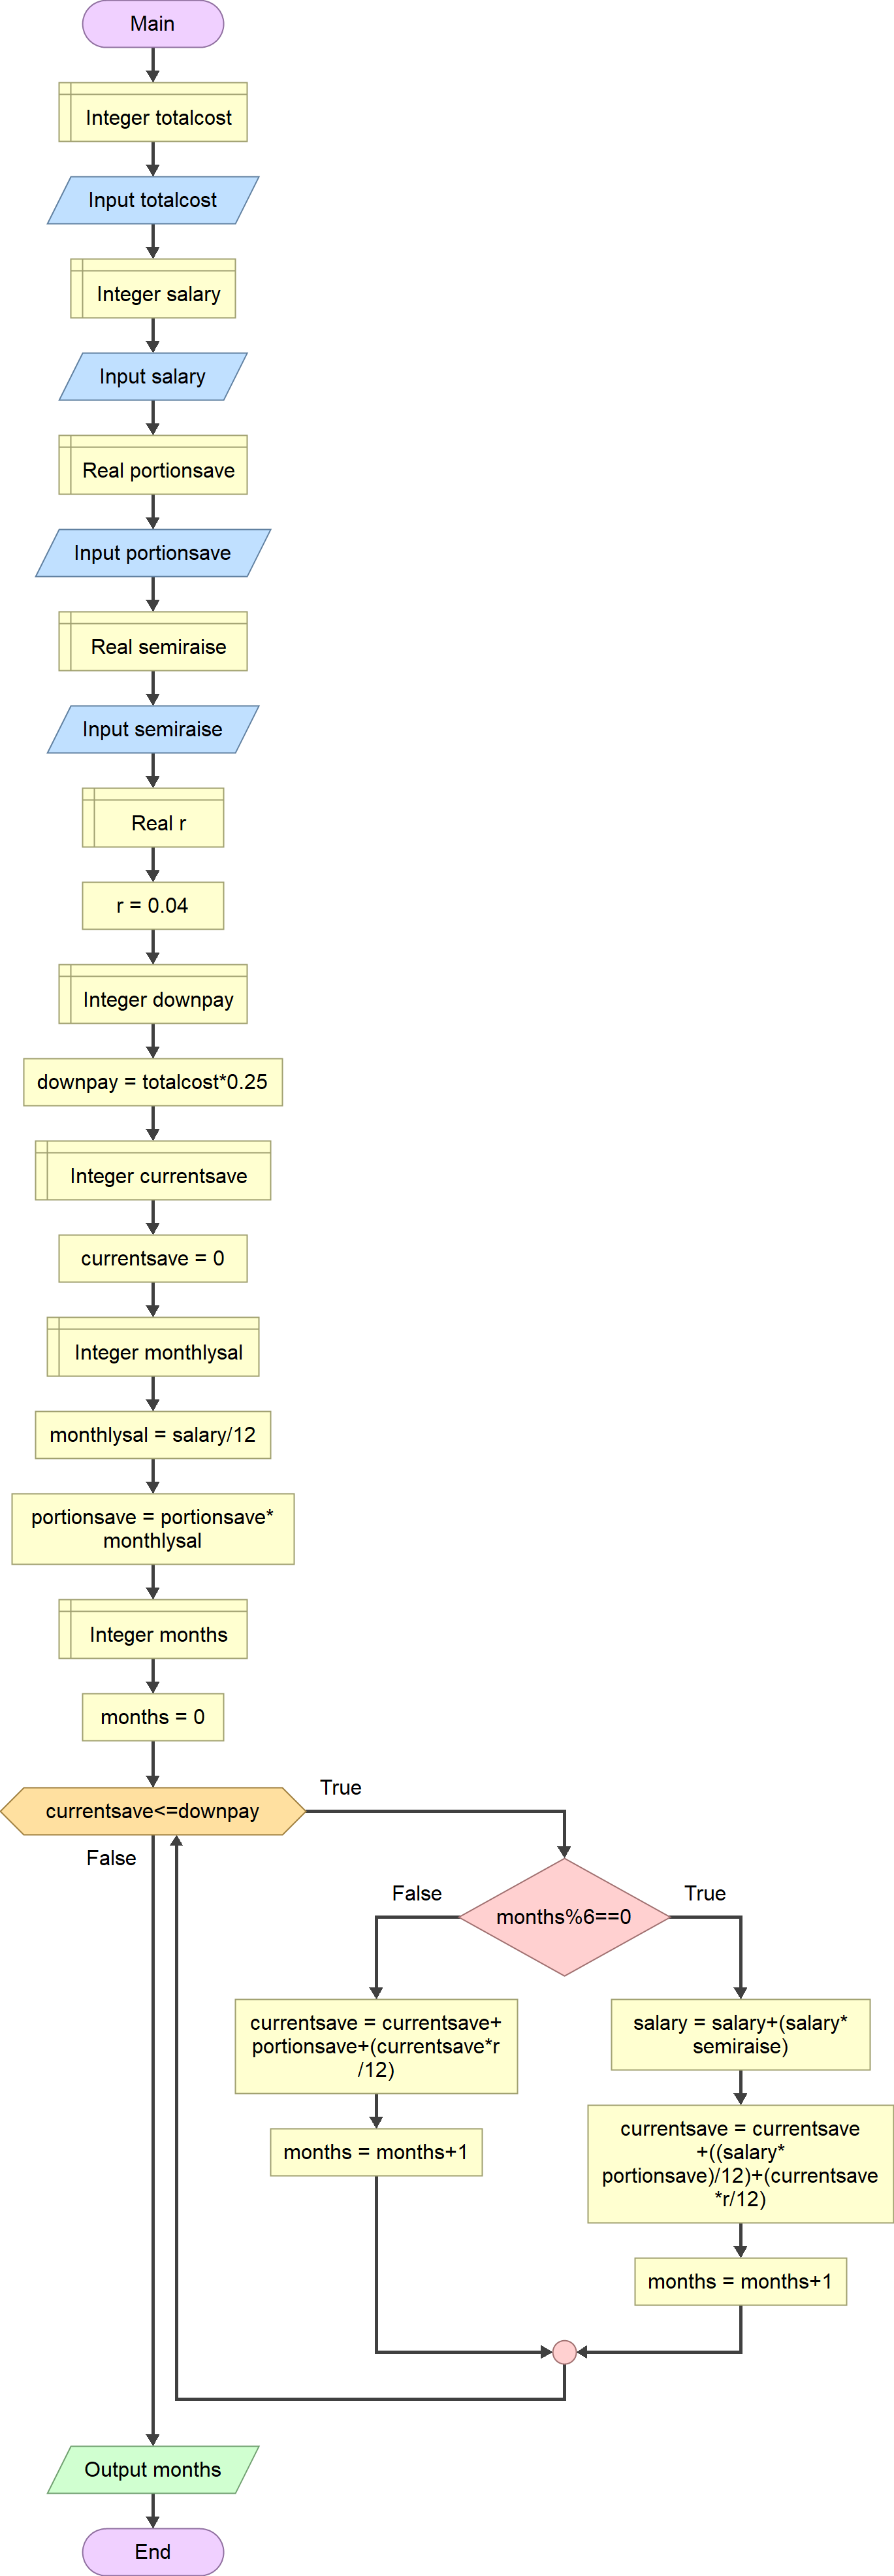 Main
Integer totalcost
Input totalcost
Integer salary
Input salary
Real portionsave
Input portionsave
Real semiraise
Input semiraise
Real r
r = 0.04
Integer downpay
downpay = totalcost*0.25
Integer currentsave
currentsave = 0
Integer monthlysal
monthlysal = salary/12
portionsave = portionsave*
monthlysal
Integer months
months = 0
currentsave<=downpay
True
False
months%6==0
False
True
currentsave = currentsave+
portionsave+(currentsave*r
/12)
months = months+1
salary = salary+(salary*
semiraise)
currentsave = currentsave
+((salary*
portionsave)/12)+(currentsave
*r/12)
months = months+1
Output months
End